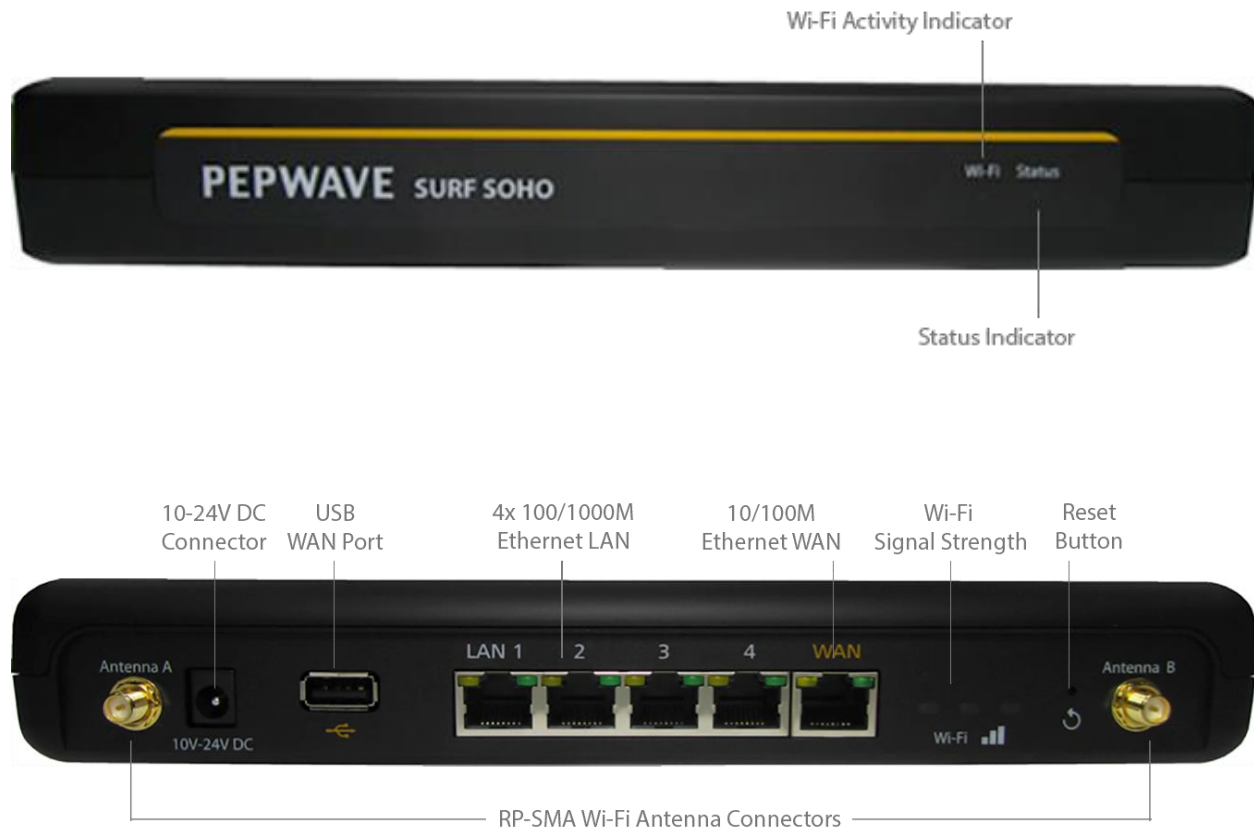 Wi-Fi Activity Indicator
PEPWAVE SURF SOHO
Wi-Fi Status
Status Indicator
10-24V DC
Connector
USB
WAN Port
4x 100/1000M
Ethernet LAN
10/100M
Ethernet WAN
Wi-Fi
Signal Strength
Reset
Button
Antenna A
LAN 1 2 3 4 WAN
Antenna B
10V-24V DC
Wi-Fi
RP-SMA Wi-Fi Antenna Connectors